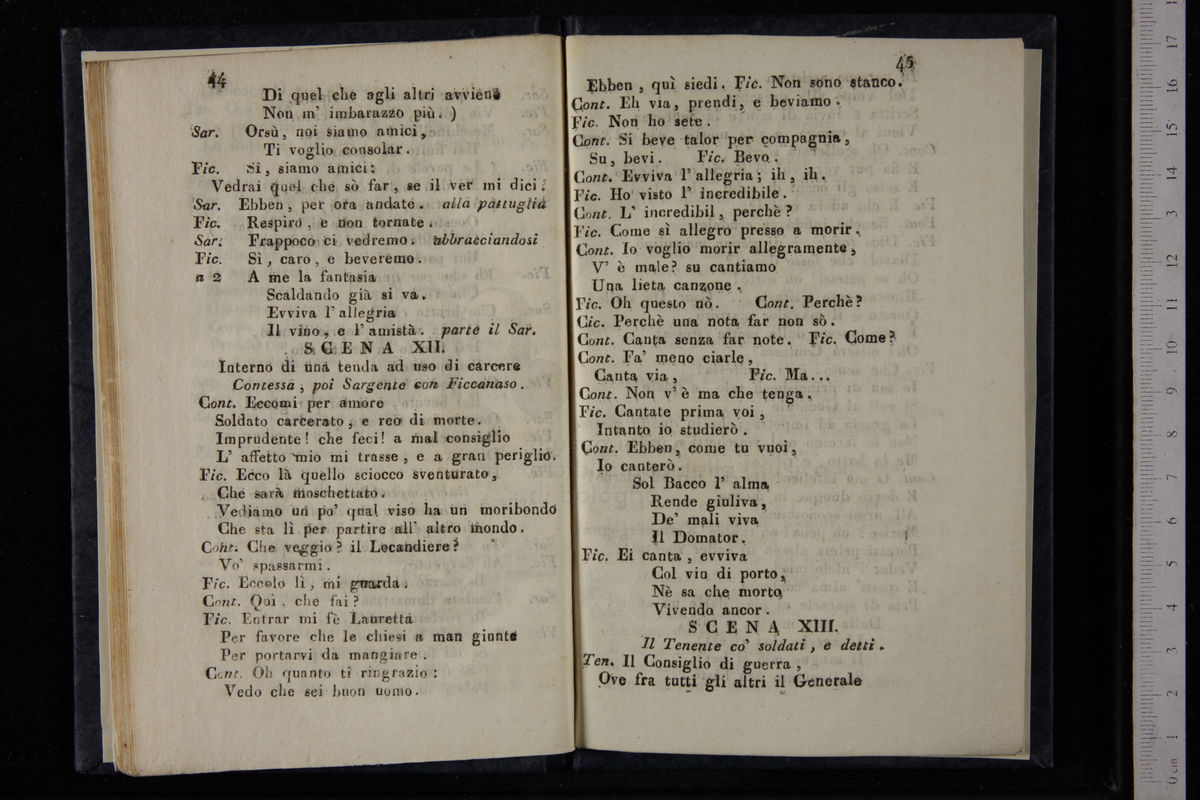 44
Di quel che agli altri avviene
Non m' imbarazzo più. )
Sar. Orsù, noi siamo amici,
Ti voglio consolar.
Fic. Sì, siamo amici:
Vedrai quel che sò far, se il ver mi dici.
Sar. Ebben, per ora andate. alla pattuglia
Fic. Respiro, e non tornate.
Sar. Frappoco ci vedremo. abbracciandosi
Fic. Sì, caro, e beveremo.
a 2 A me la fantasia
Scaldando già si va.
Evviva l' allegria
Il vino, e l' amistà. parte il Sar.
SCENA XII.
Interno di una tenda ad uso di carcere
Contessa, poi Sargente con Ficcanaso.
Cont. Eccomi per amore
Soldato carcerato, e reo di morte.
Imprudente! che feci! a mal consiglio
L' affetto mio mi trasse, e a gran periglio.
Fic. Ecco là quello sciocco sventurato,
Che sarà moschettato.
Vediamo un po' qual viso ha un moribondo
Che sta lì per partire all' altro mondo.
Cont. Che veggio? il Locandiere?
Vo' spassarmi.
Fic. Eccolo lì, mi guarda.
Cont. Quì, che fai?
Fic. Entrar mi fè Lauretta
Per favore che le chiesi a man giunte
Per portarvi da mangiare.
Cont. Oh quanto ti ringrazio:
Vedo che sei buon uomo.
45
Ebben, quì siedi. Fic. Non sono stanco.
Cont. Eh via, prendi, e beviamo.
Fic. Non ho sete.
Cont. Si beve talor per compagnia,
Su, bevi. Fic. Bevo.
Cont. Evviva l' allegria; ih, ih.
Fic. Ho visto l' incredibile.
Cont. L' incredibil, perchè?
Fic. Come sì allegro presso a morir.
Cont. Io voglio morir allegramente,
V' è male? su cantiamo
Una lieta canzone.
Fic. Oh questo nò. Cont. Perchè?
Cic. Perchè una nota far non sò.
Cont. Canta senza far note. Fic. Come?
Cont. Fa' meno ciarle,
Canta via, Fic. Ma...
Cont. Non v' è ma che tenga.
Fic. Cantate prima voi,
Intanto io studierò.
Cont. Ebben, come tu vuoi,
Io canterò.
Sol Bacco l' alma
Rende giuliva,
De' mali viva
Il Domator.
Fic. Ei canta, evviva
Col vin di porto,
Nè sa che morto
Vivendo ancor.
SCENA XIII.
Il Tenente co' soldati, e detti.
Ten. Il Consiglio di guerra,
Ove fra tutti gli altri il Generale